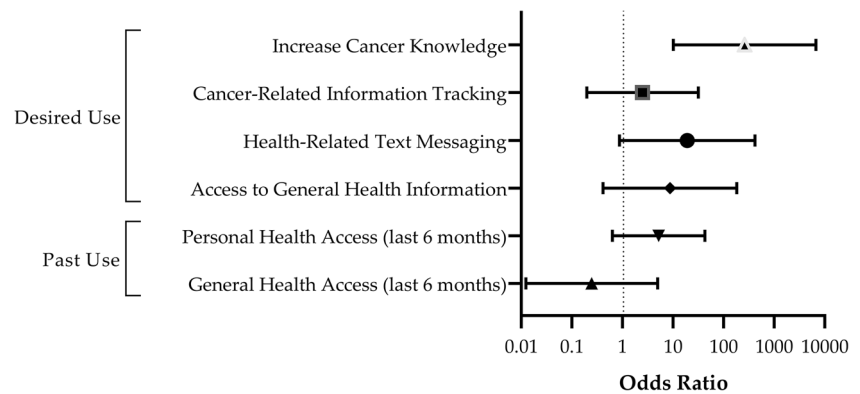 Desired Use
Increase Cancer Knowledge
Cancer-Related Information Tracking
Health-Related Text Messaging
Access to General Health Information
Past Use
Personal Health Access (last 6 months)
General Health Access (last 6 months)
0.01 0.1 1 10 100 1000 10000
Odds Ratio